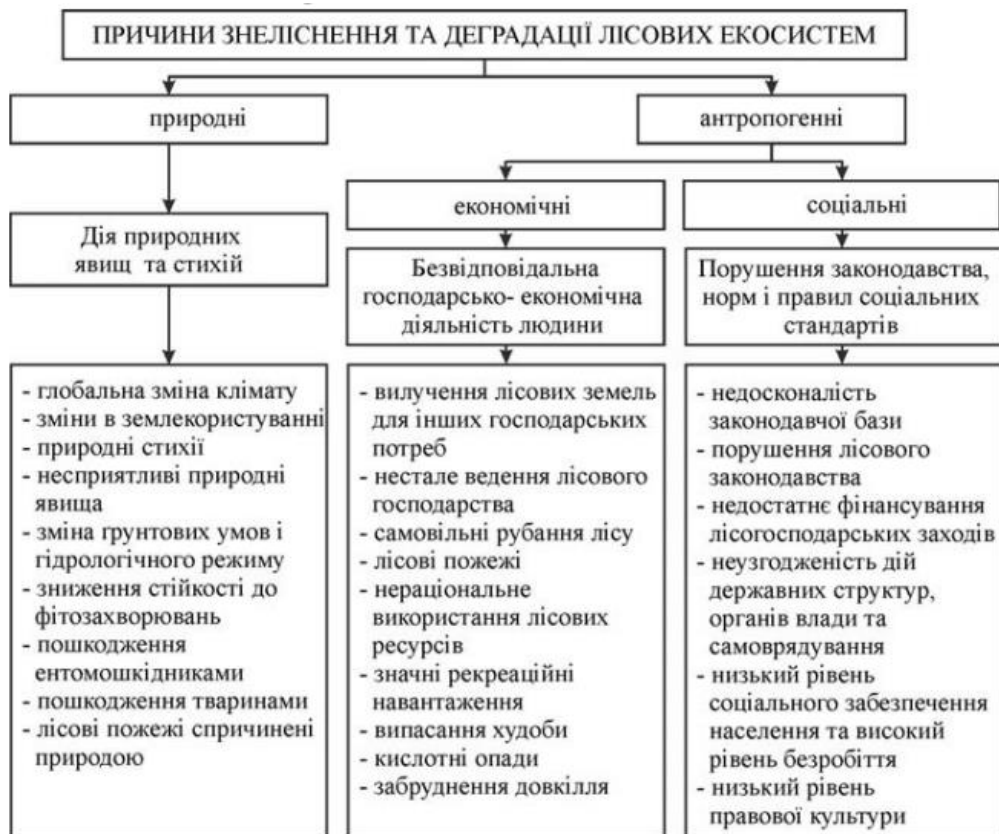 ПРИЧИНИ ЗНЕЛІСНЕННЯ ТА ДЕГРАДАЦІЇ ЛІСОВИХ ЕКОСИСТЕМ
природні
антропогенні
економічні
соціальні
Дія природних
явищ та стихій
Безвідповідальна
господарсько- економічна
діяльність людини
Порушення законодавства,
норм і правил соціальних
стандартів
- глобальна зміна клімату
- зміни в землекористуванні
- природні стихії
- несприятливі природні
явища
- зміна ґрунтових умов і
гідрологічного режиму
- зниження стійкості до
фітозахворювань
- пошкодження
ентомошкідниками
- пошкодження тваринами
- лісові пожежі спричинені
природою
- вилучення лісових земель
для інших господарських
потреб
- нестале ведення лісового
господарства
- самовільні рубання лісу
- лісові пожежі
- нераціональне
використання лісових
ресурсів
- значні рекреаційні
навантаження
- випасання худоби
- кислотні опади
- забруднення довкілля
- недосконалість
законодавчої бази
- порушення лісового
законодавства
- недостатнє фінансування
лісогосподарських заходів
- неузгодженість дій
державних структур,
органів влади та
самоврядування
- низький рівень
соціального забезпечення
населення та високий
рівень безробіття
- низький рівень
правової культури